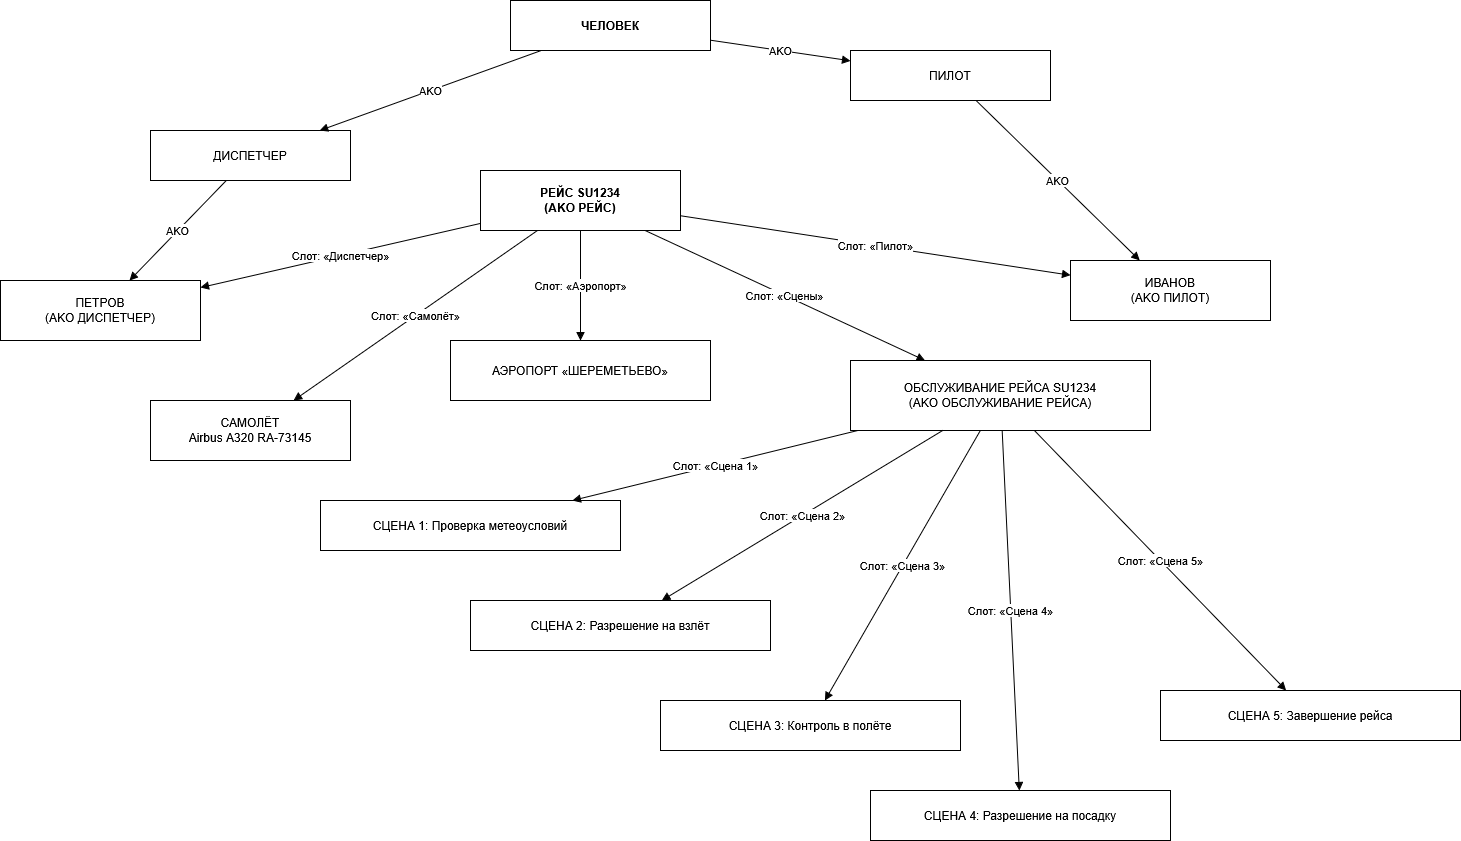 ЧЕЛОВЕК
АКО
ПИЛОТ
АКО
ДИСПЕТЧЕР
АКО
РЕЙС SU1234
(АКО РЕЙС)
АКО
Слот: «Диспетчер»
Слот: «Пилот»
Слот: «Аэропорт»
Слот: «Сцены»
Слот: «Самолёт»
ПЕТРОВ
(АКО ДИСПЕТЧЕР)
ИВАНОВ
(АКО ПИЛОТ)
АЭРОПОРТ «ШЕРЕМЕТЬЕВО»
ОБСЛУЖИВАНИЕ РЕЙСА SU1234
(АКО ОБСЛУЖИВАНИЕ РЕЙСА)
САМОЛЁТ
Airbus A320 RA-73145
Слот: «Сцена 1»
Слот: «Сцена 2»
Слот: «Сцена 3»
Слот: «Сцена 4»
Слот: «Сцена 5»
СЦЕНА 1: Проверка метеоусловий
СЦЕНА 2: Разрешение на взлёт
СЦЕНА 3: Контроль в полёте
СЦЕНА 5: Завершение рейса
СЦЕНА 4: Разрешение на посадку